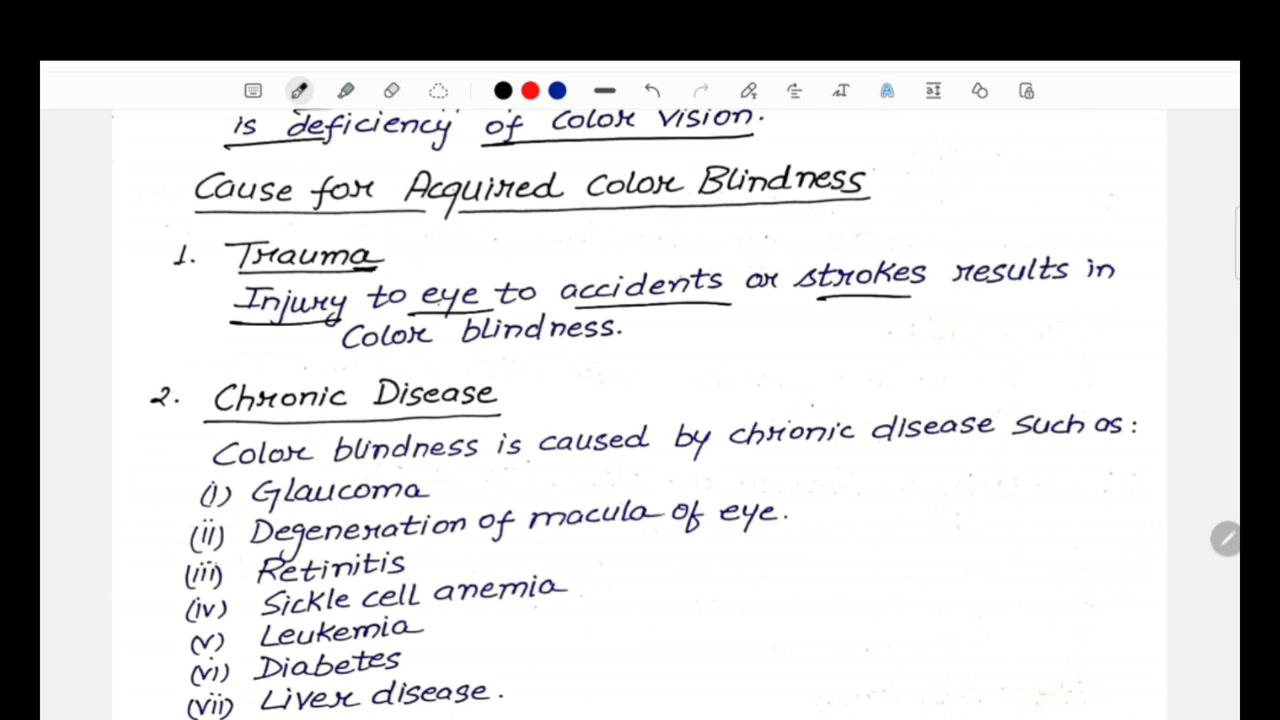 is deficiency of Color vision.
Cause for Acquired Color Blindness
1. Trauma
Injury to eye to accidents or strokes results in
Color blindness.
2. Chronic Disease
Color blindness is caused by chronic disease such as:
(i) Glaucoma
(ii) Degeneration of macula of eye.
(iii) Retinitis
(iv) Sickle cell anemia
(v) Leukemia
(vi) Diabetes
(vii) Liver disease.